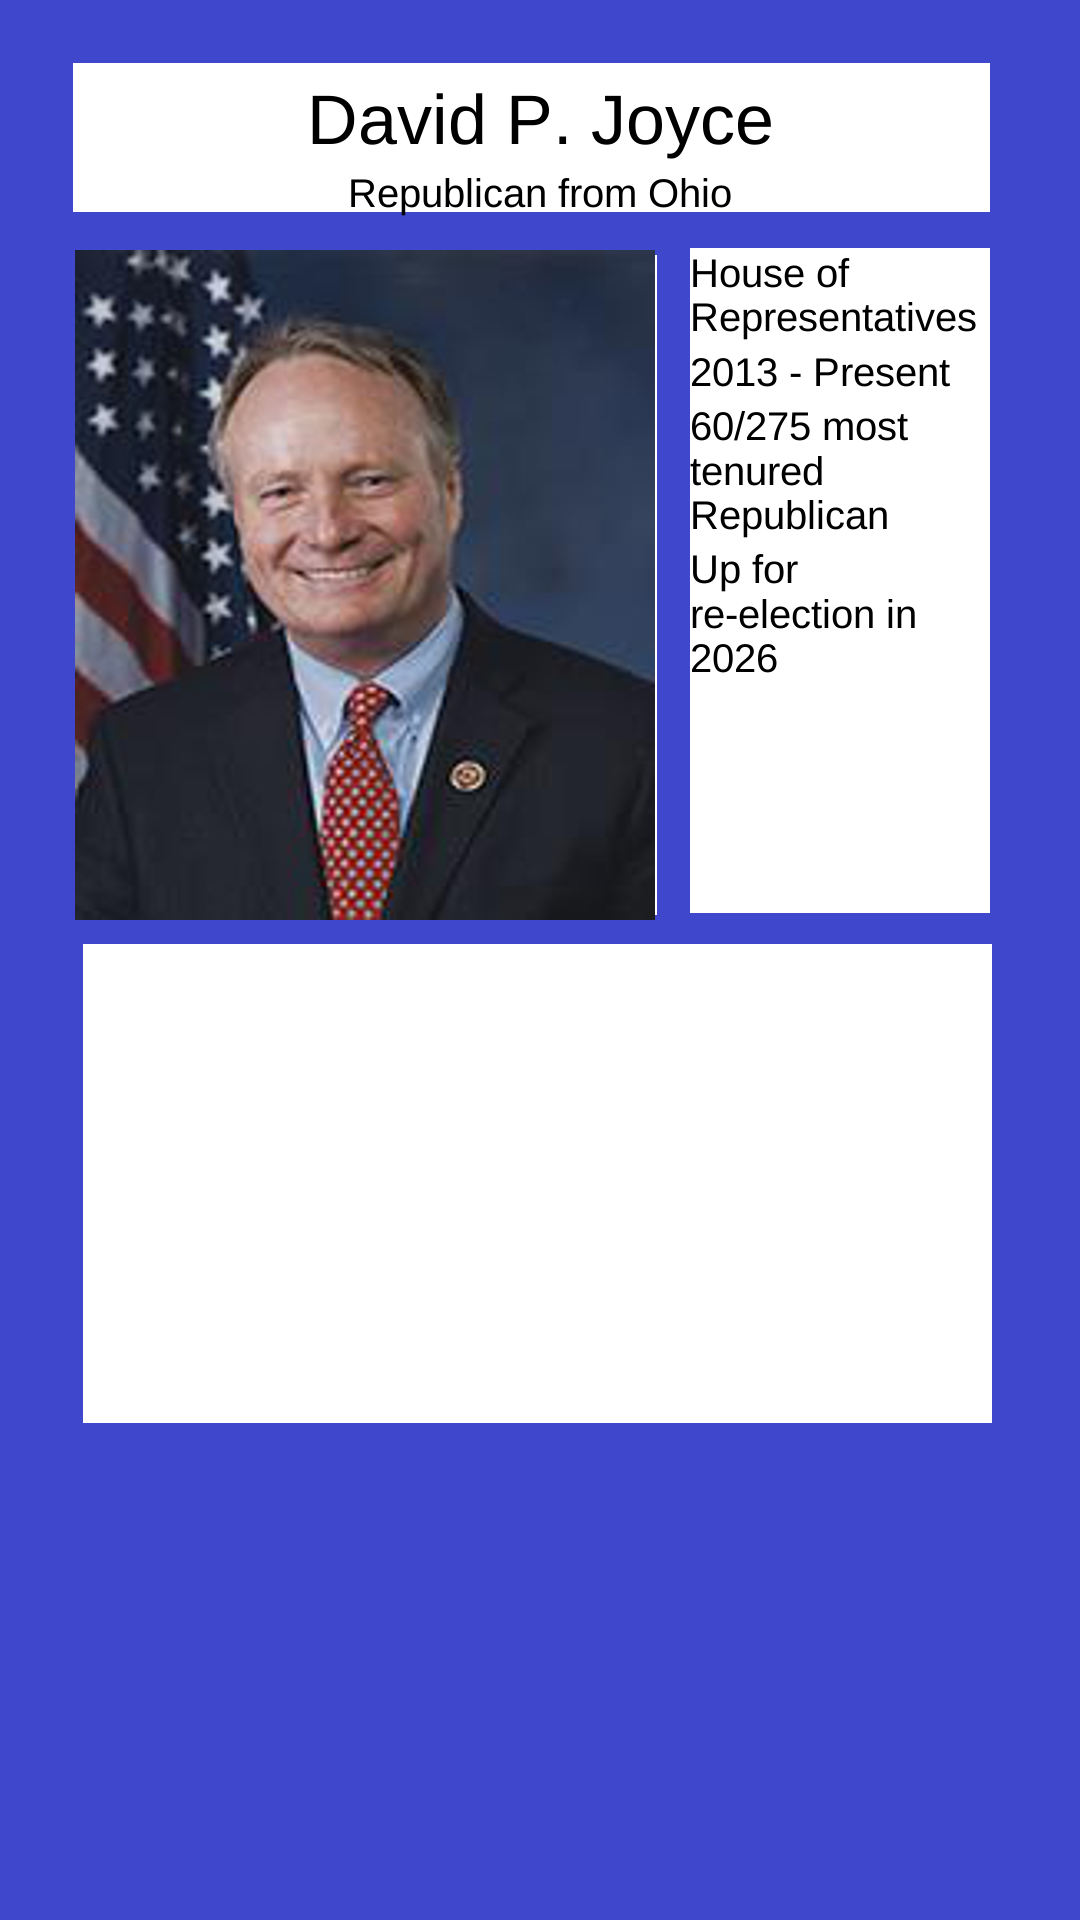 David P. Joyce
Republican from Ohio
House of
Representatives
2013 - Present
60/275 most
tenured
Republican
Up for
re-election in
2026